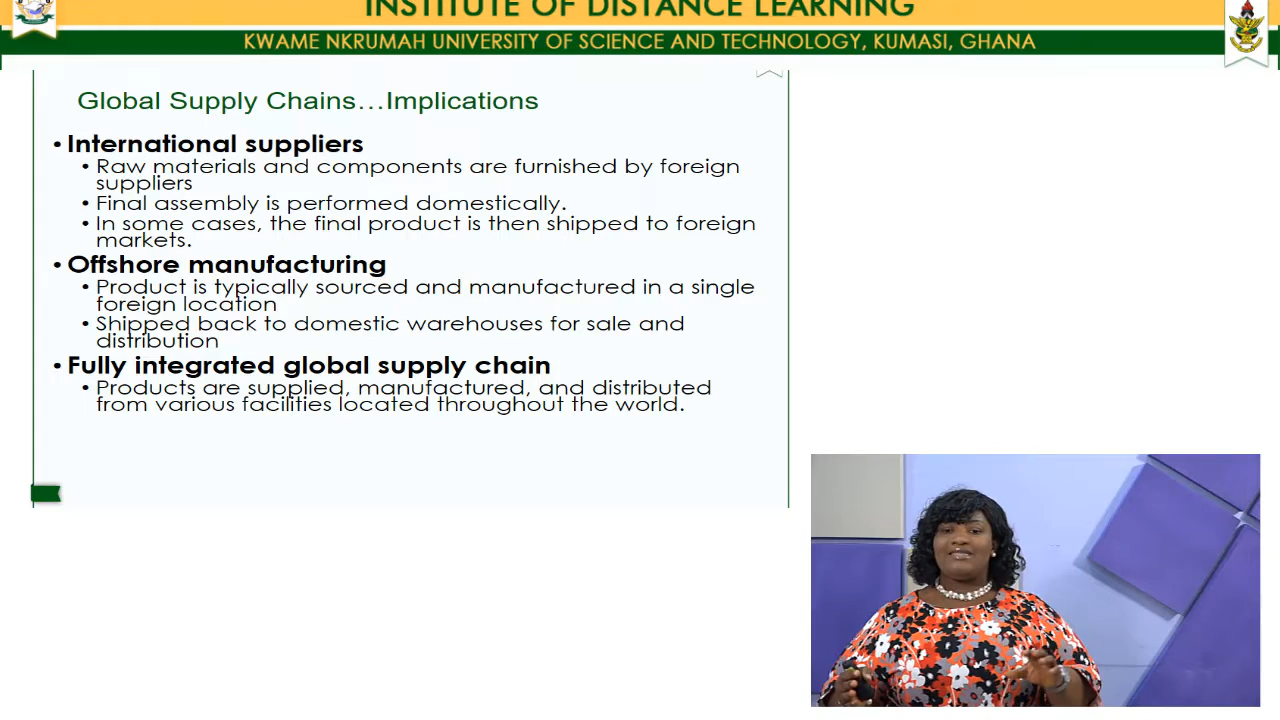 INSTITUTE OF DISTANCE LEARNING
KWAME NKRUMAH UNIVERSITY OF SCIENCE AND TECHNOLOGY, KUMASI, GHANA
Global Supply Chains…Implications
• International suppliers
• Raw materials and components are furnished by foreign
suppliers
• Final assembly is performed domestically.
• In some cases, the final product is then shipped to foreign
markets.
• Offshore manufacturing
• Product is typically sourced and manufactured in a single
foreign location
• Shipped back to domestic warehouses for sale and
distribution
• Fully integrated global supply chain
• Products are supplied, manufactured, and distributed
from various facilities located throughout the world.